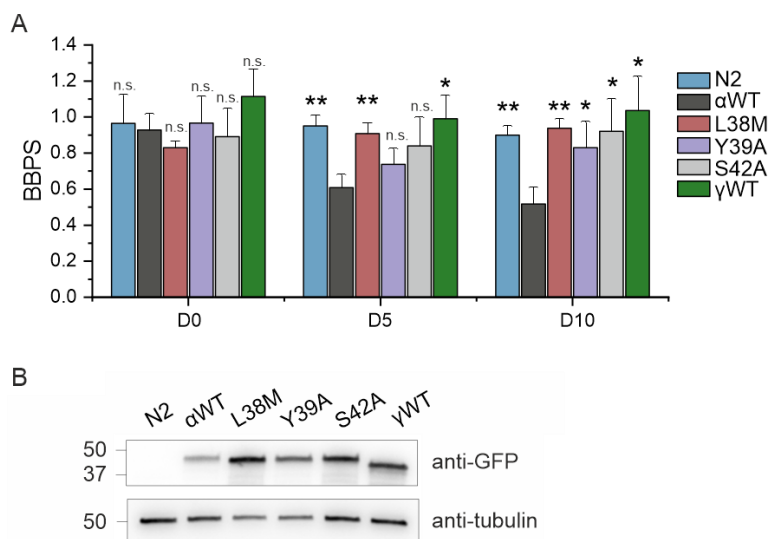 A
1.4
1.2
1.0
0.8
0.6
0.4
0.2
0.0
BBPS
n.s. n.s. n.s. n.s. n.s.
** ** n.s. n.s. *
** ** * * *
D0 D5 D10
N2
αWT
L38M
Y39A
S42A
γWT
B
N2 αWT L38M Y39A S42A γWT
50
37
anti-GFP
50
anti-tubulin